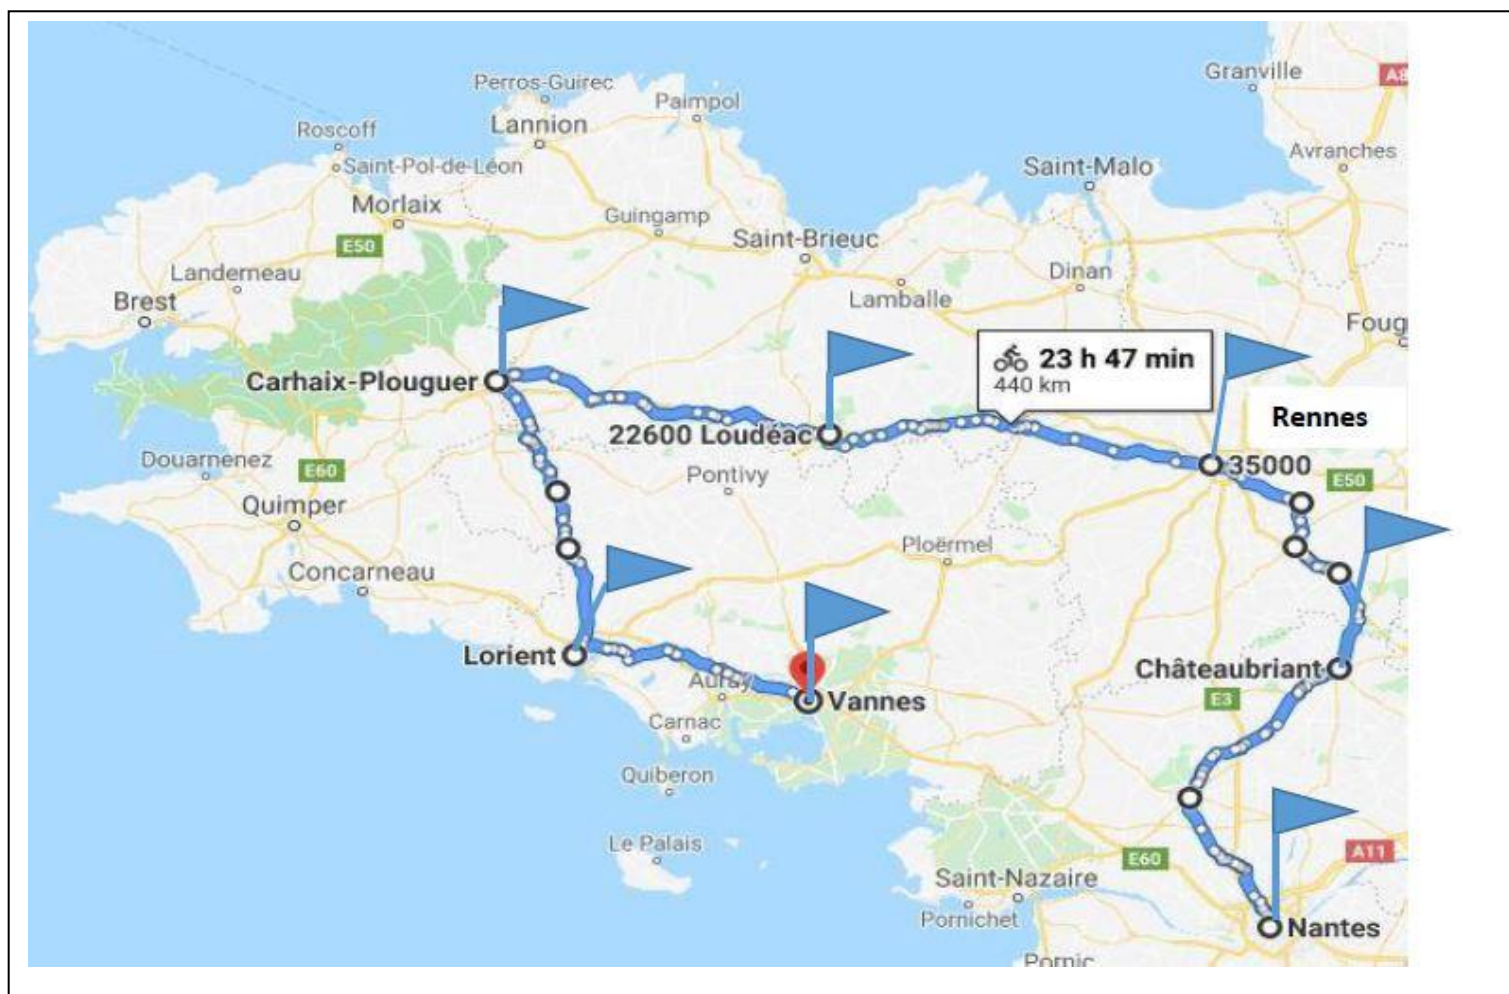 Granville
A8
Perros-Guirec
Paimpol
Lannion
Roscoff
Avranches
Saint-Pol-de-Léon
Saint-Malo
Morlaix
Guingamp
E50
Saint-Brieuc
Landerneau
Dinan
Brest
Lamballe
Foug
23 h 47 min
440 km
Carhaix-Plouguer
Rennes
22600 Loudéac
Douarnenez
E60
Pontivy
35000
E50
Quimper
Ploërmel
Concarneau
Lorient
Châteaubriant
Auray
Vannes
E3
Carnac
Quiberon
Le Palais
E60
A11
Saint-Nazaire
Pornichet
Nantes
Pornic